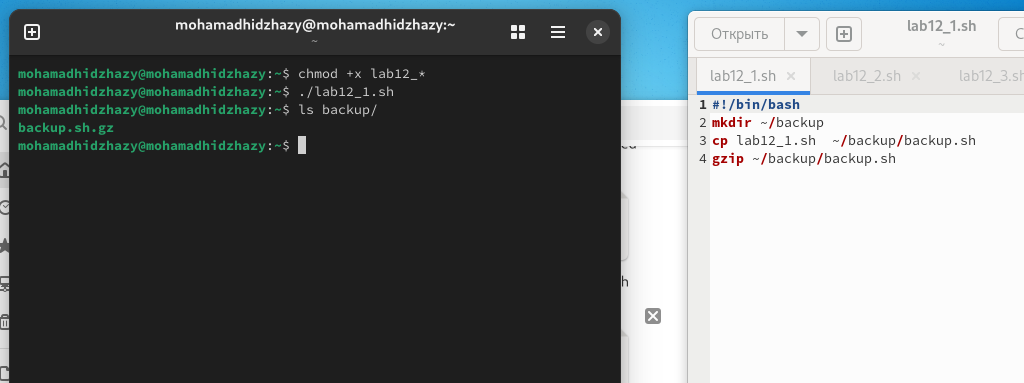 mohamadhidzhazy@mohamadhidzhazy:~
~
mohamadhidzhazy@mohamadhidzhazy:~$ chmod +x lab12_*
mohamadhidzhazy@mohamadhidzhazy:~$ ./lab12_1.sh
mohamadhidzhazy@mohamadhidzhazy:~$ ls backup/
backup.sh.gz
mohamadhidzhazy@mohamadhidzhazy:~$
Открыть
lab12_1.sh
~
С
lab12_1.sh
lab12_2.sh
lab12_3.sh
1 #!/bin/bash
2 mkdir ~/backup
3 cp lab12_1.sh  ~/backup/backup.sh
4 gzip ~/backup/backup.sh
h